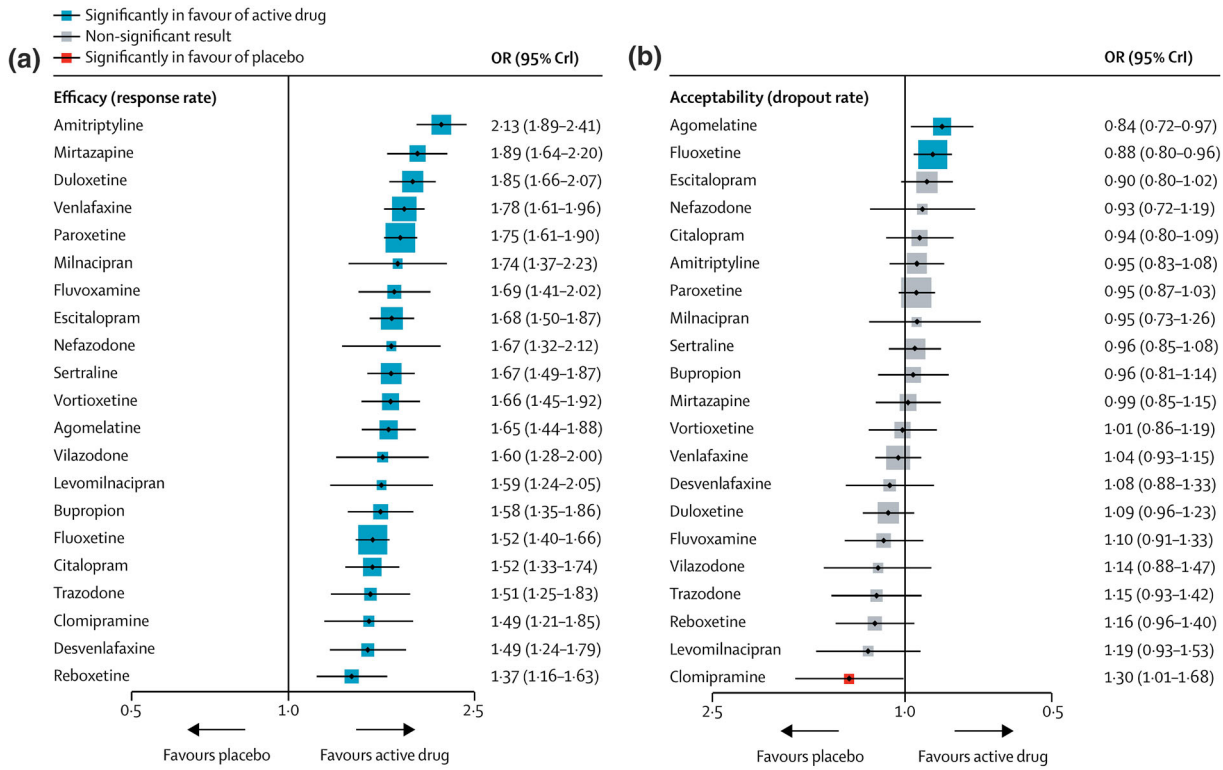 Significantly in favour of active drug
Non-significant result
Significantly in favour of placebo
(a)
OR (95% CrI)
Efficacy (response rate)
Amitriptyline 2·13 (1·89–2·41)
Mirtazapine 1·89 (1·64–2·20)
Duloxetine 1·85 (1·66–2·07)
Venlafaxine 1·78 (1·61–1·96)
Paroxetine 1·75 (1·61–1·90)
Milnacipran 1·74 (1·37–2·23)
Fluvoxamine 1·69 (1·41–2·02)
Escitalopram 1·68 (1·50–1·87)
Nefazodone 1·67 (1·32–2·12)
Sertraline 1·67 (1·49–1·87)
Vortioxetine 1·66 (1·45–1·92)
Agomelatine 1·65 (1·44–1·88)
Vilazodone 1·60 (1·28–2·00)
Levomilnacipran 1·59 (1·24–2·05)
Bupropion 1·58 (1·35–1·86)
Fluoxetine 1·52 (1·40–1·66)
Citalopram 1·52 (1·33–1·74)
Trazodone 1·51 (1·25–1·83)
Clomipramine 1·49 (1·21–1·85)
Desvenlafaxine 1·49 (1·24–1·79)
Reboxetine 1·37 (1·16–1·63)
0·5 1·0 2·5
Favours placebo Favours active drug
(b)
OR (95% CrI)
Acceptability (dropout rate)
Agomelatine 0·84 (0·72–0·97)
Fluoxetine 0·88 (0·80–0·96)
Escitalopram 0·90 (0·80–1·02)
Nefazodone 0·93 (0·72–1·19)
Citalopram 0·94 (0·80–1·09)
Amitriptyline 0·95 (0·83–1·08)
Paroxetine 0·95 (0·87–1·03)
Milnacipran 0·95 (0·73–1·26)
Sertraline 0·96 (0·85–1·08)
Bupropion 0·96 (0·81–1·14)
Mirtazapine 0·99 (0·85–1·15)
Vortioxetine 1·01 (0·86–1·19)
Venlafaxine 1·04 (0·93–1·15)
Desvenlafaxine 1·08 (0·88–1·33)
Duloxetine 1·09 (0·96–1·23)
Fluvoxamine 1·10 (0·91–1·33)
Vilazodone 1·14 (0·88–1·47)
Trazodone 1·15 (0·93–1·42)
Reboxetine 1·16 (0·96–1·40)
Levomilnacipran 1·19 (0·93–1·53)
Clomipramine 1·30 (1·01–1·68)
2·5 1·0 0·5
Favours placebo Favours active drug